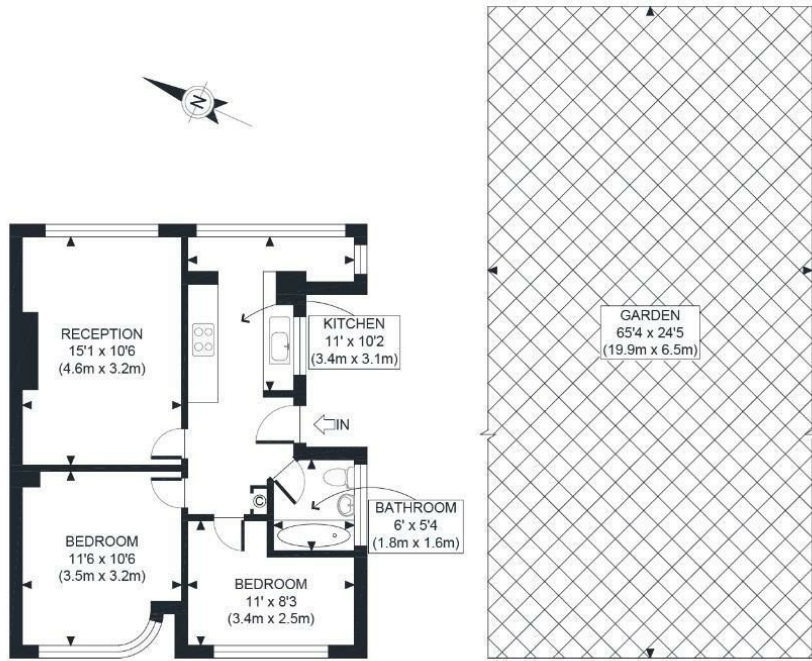 N
RECEPTION
15'1 x 10'6
(4.6m x 3.2m)
KITCHEN
11' x 10'2
(3.4m x 3.1m)
IN
GARDEN
65'4 x 24'5
(19.9m x 6.5m)
C
BEDROOM
11'6 x 10'6
(3.5m x 3.2m)
BATHROOM
6' x 5'4
(1.8m x 1.6m)
BEDROOM
11' x 8'3
(3.4m x 2.5m)